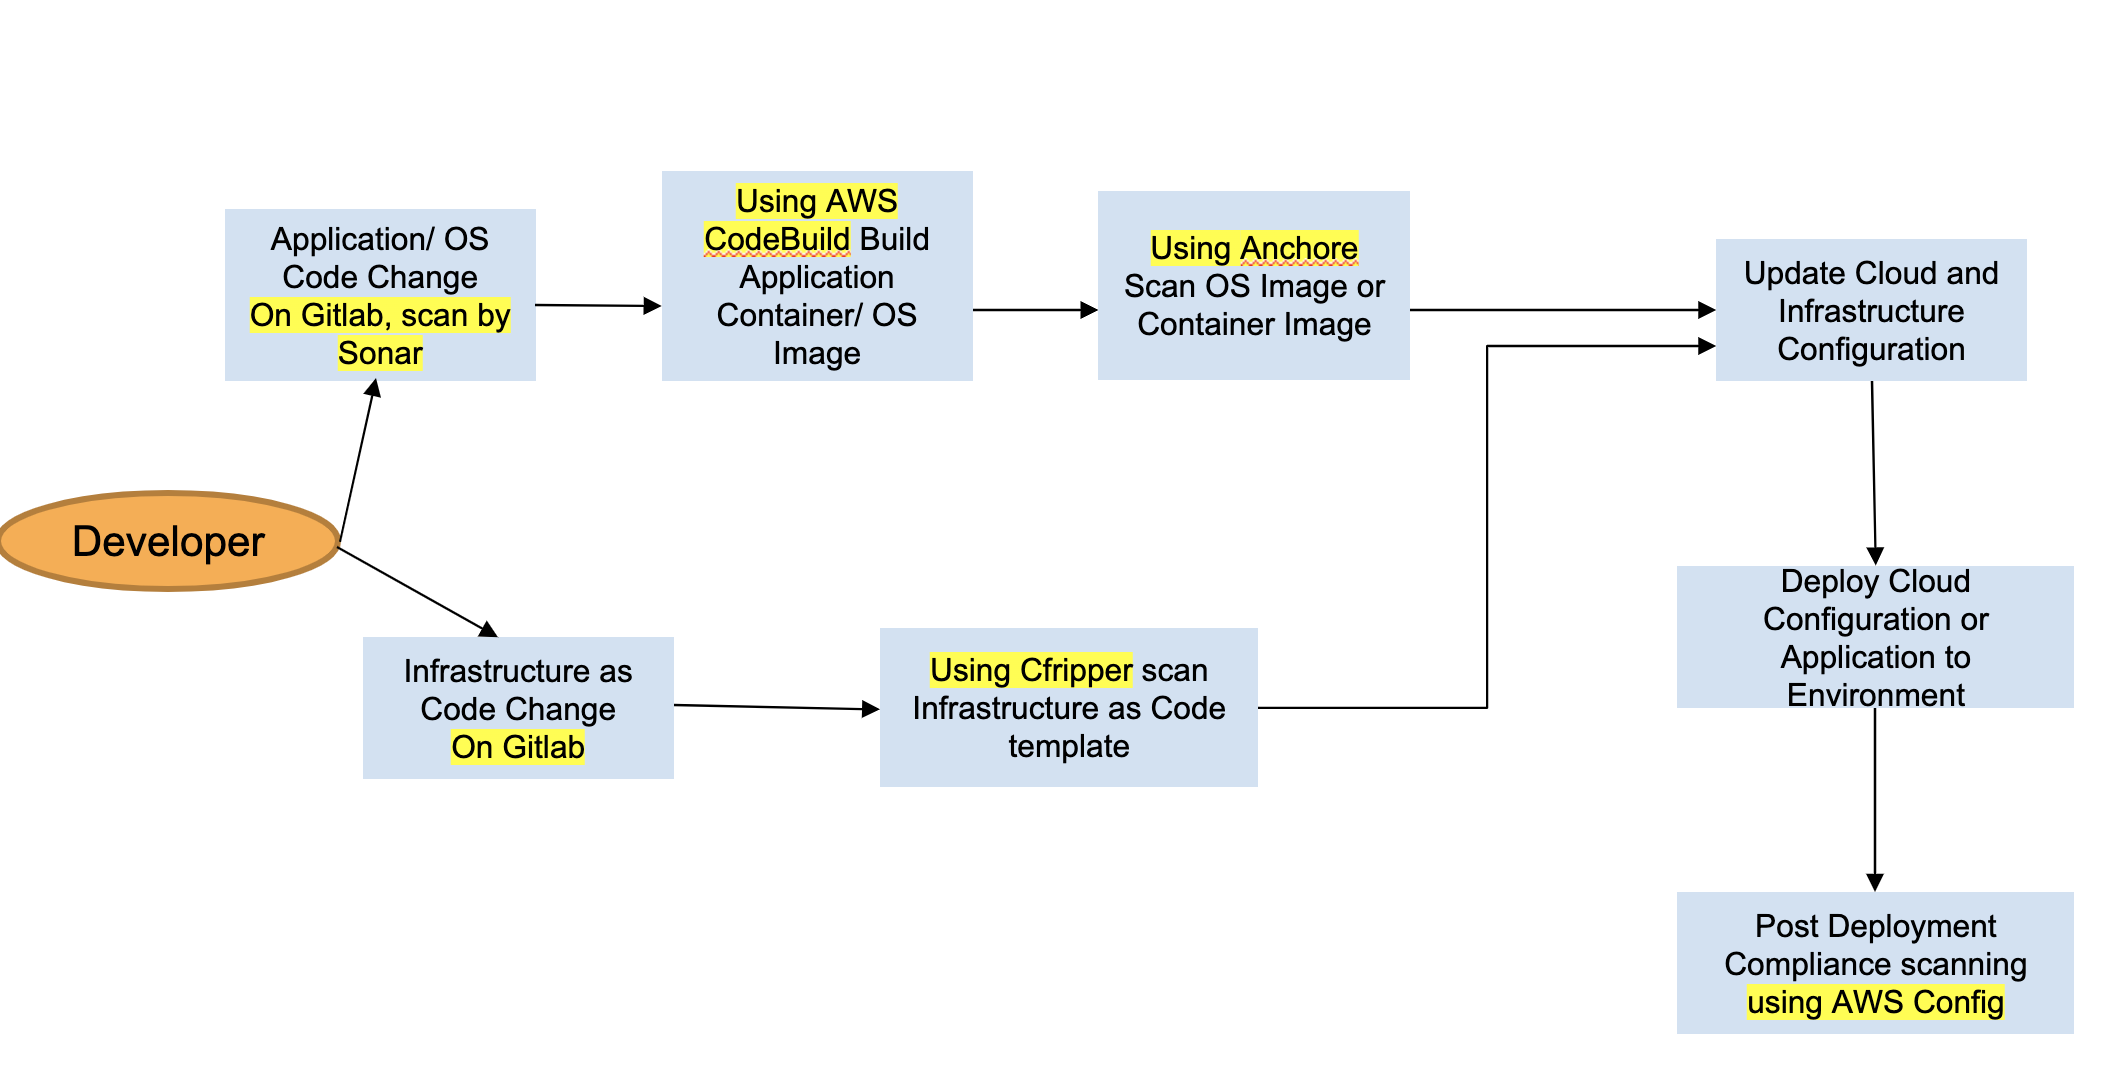 Application/ OS
Code Change
On Gitlab, scan by
Sonar
Using AWS
CodeBuild Build
Application
Container/ OS
Image
Using Anchore
Scan OS Image or
Container Image
Update Cloud and
Infrastructure
Configuration
Developer
Infrastructure as
Code Change
On Gitlab
Using Cfripper scan
Infrastructure as Code
template
Deploy Cloud
Configuration or
Application to
Environment
Post Deployment
Compliance scanning
using AWS Config